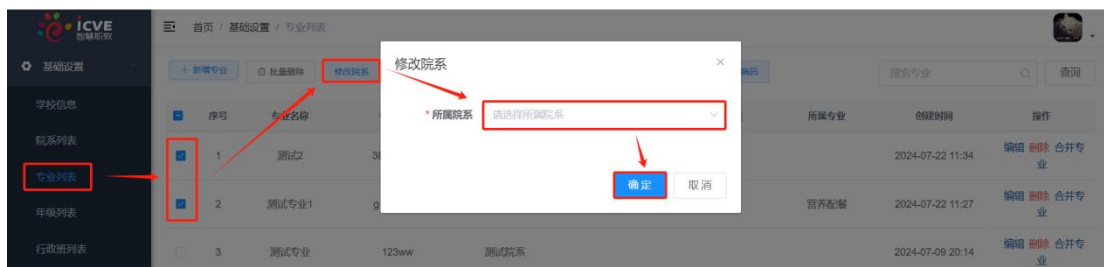 icve
智慧职教
首页 / 基础设置 / 专业列表
基础设置
+ 新增专业 批量删除 修改院系
修改院系 ×
搜索专业 查询
学校信息
序号 专业名称 所属专业 创建时间 操作
* 所属院系 请选择所属院系
院系列表
1 测试2 2024-07-22 11:34 编辑 删除 合并专
业
专业列表
确定 取消
年级列表
2 测试专业1 营养配餐 2024-07-22 11:27 编辑 删除 合并专
业
行政班列表
3 测试专业 123ww 测试院系 2024-07-09 20:14 编辑 删除 合并专
业